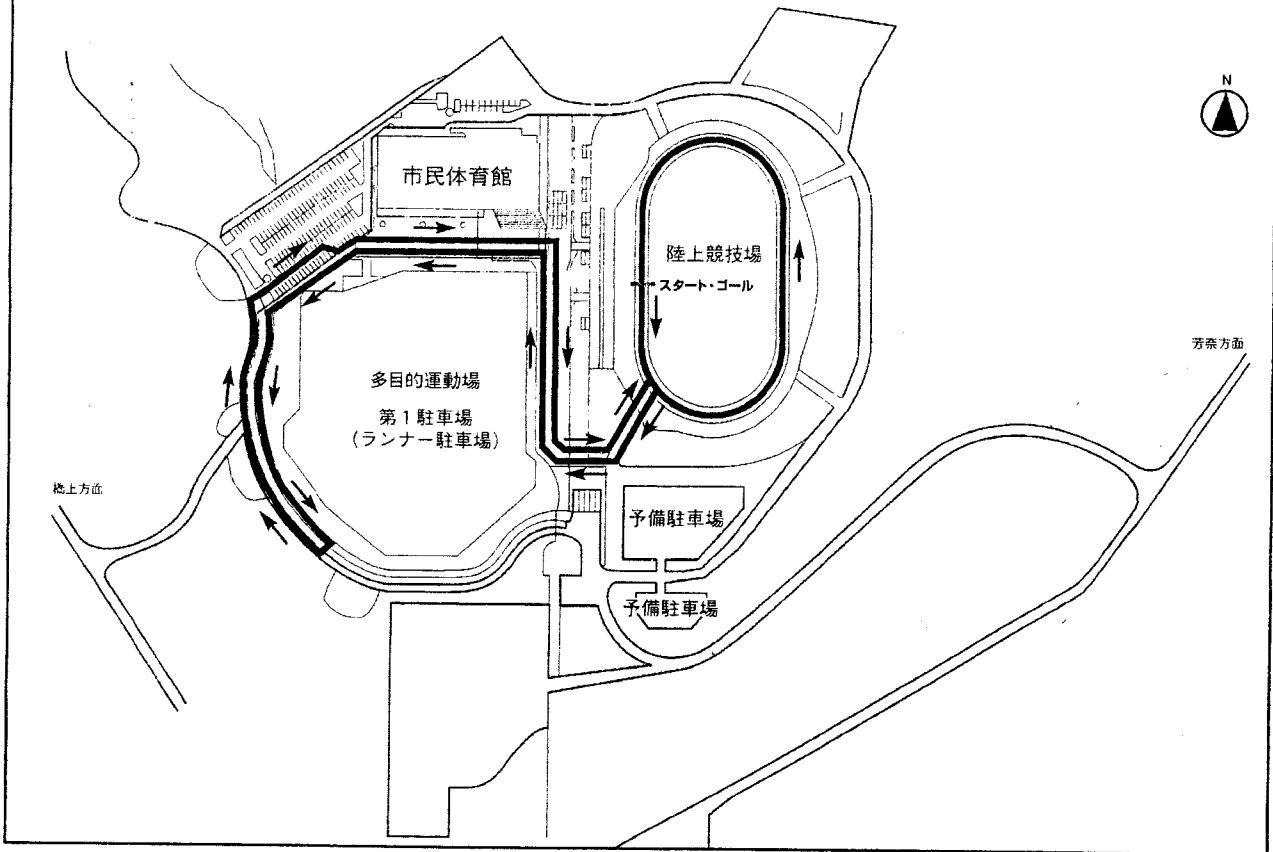 N
市民体育館
陸上競技場
スタート・ゴール
芳奈方面
多目的運動場
第1駐車場
(ランナー駐車場)
橋上方面
予備駐車場
予備駐車場